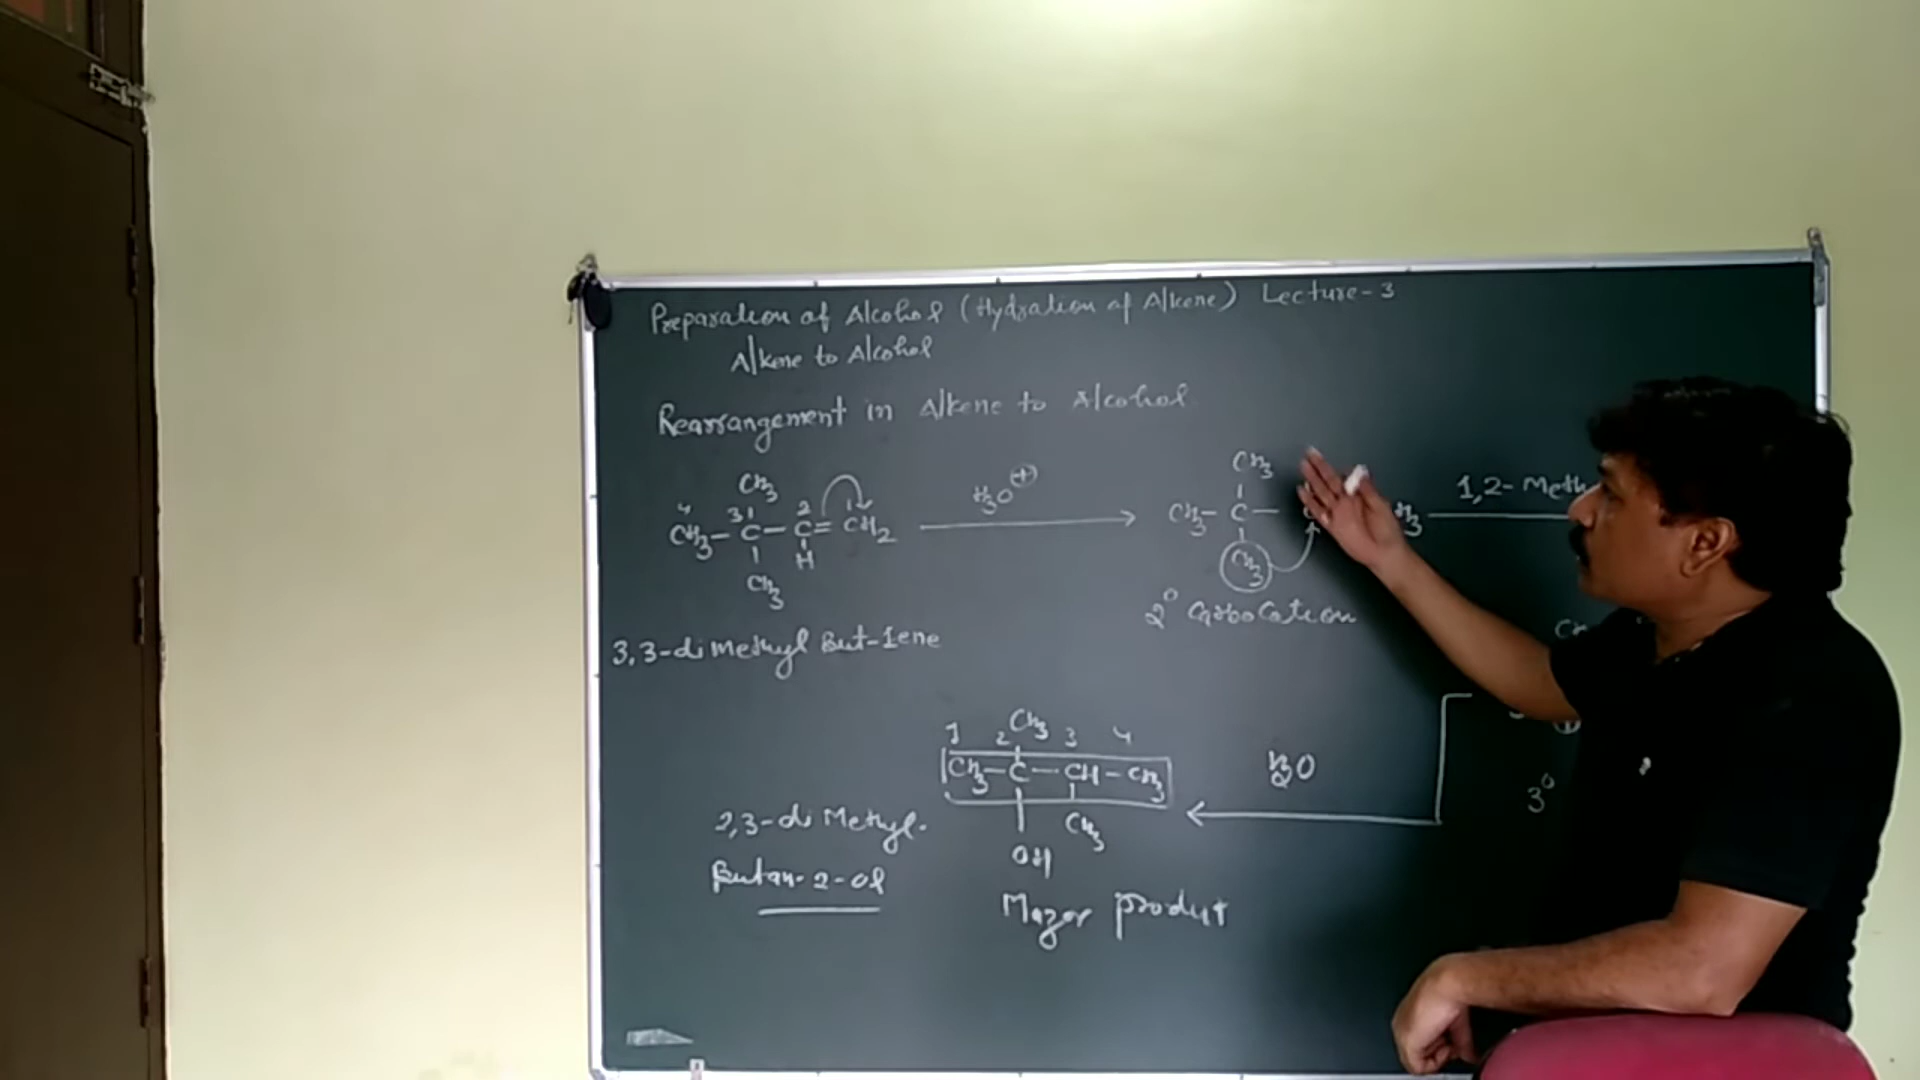 Preparation of Alcohol (Hydration of Alkene) Lecture-3
Alkene to Alcohol
Rearrangement in Alkene to Alcohol
CH3
4 3 2 1
CH3-C-C=CH2
H
CH3
H3O(+)
CH3
CH3-C-
H3
CH3
1,2-Meth
2° Carbocation
3,3-di Methyl But-1ene
3°
H2O
CH3
1 2 3 4
CH3-C-CH-CH3
CH3
OH
2,3-di Methyl-
Butan-2-ol
Major product